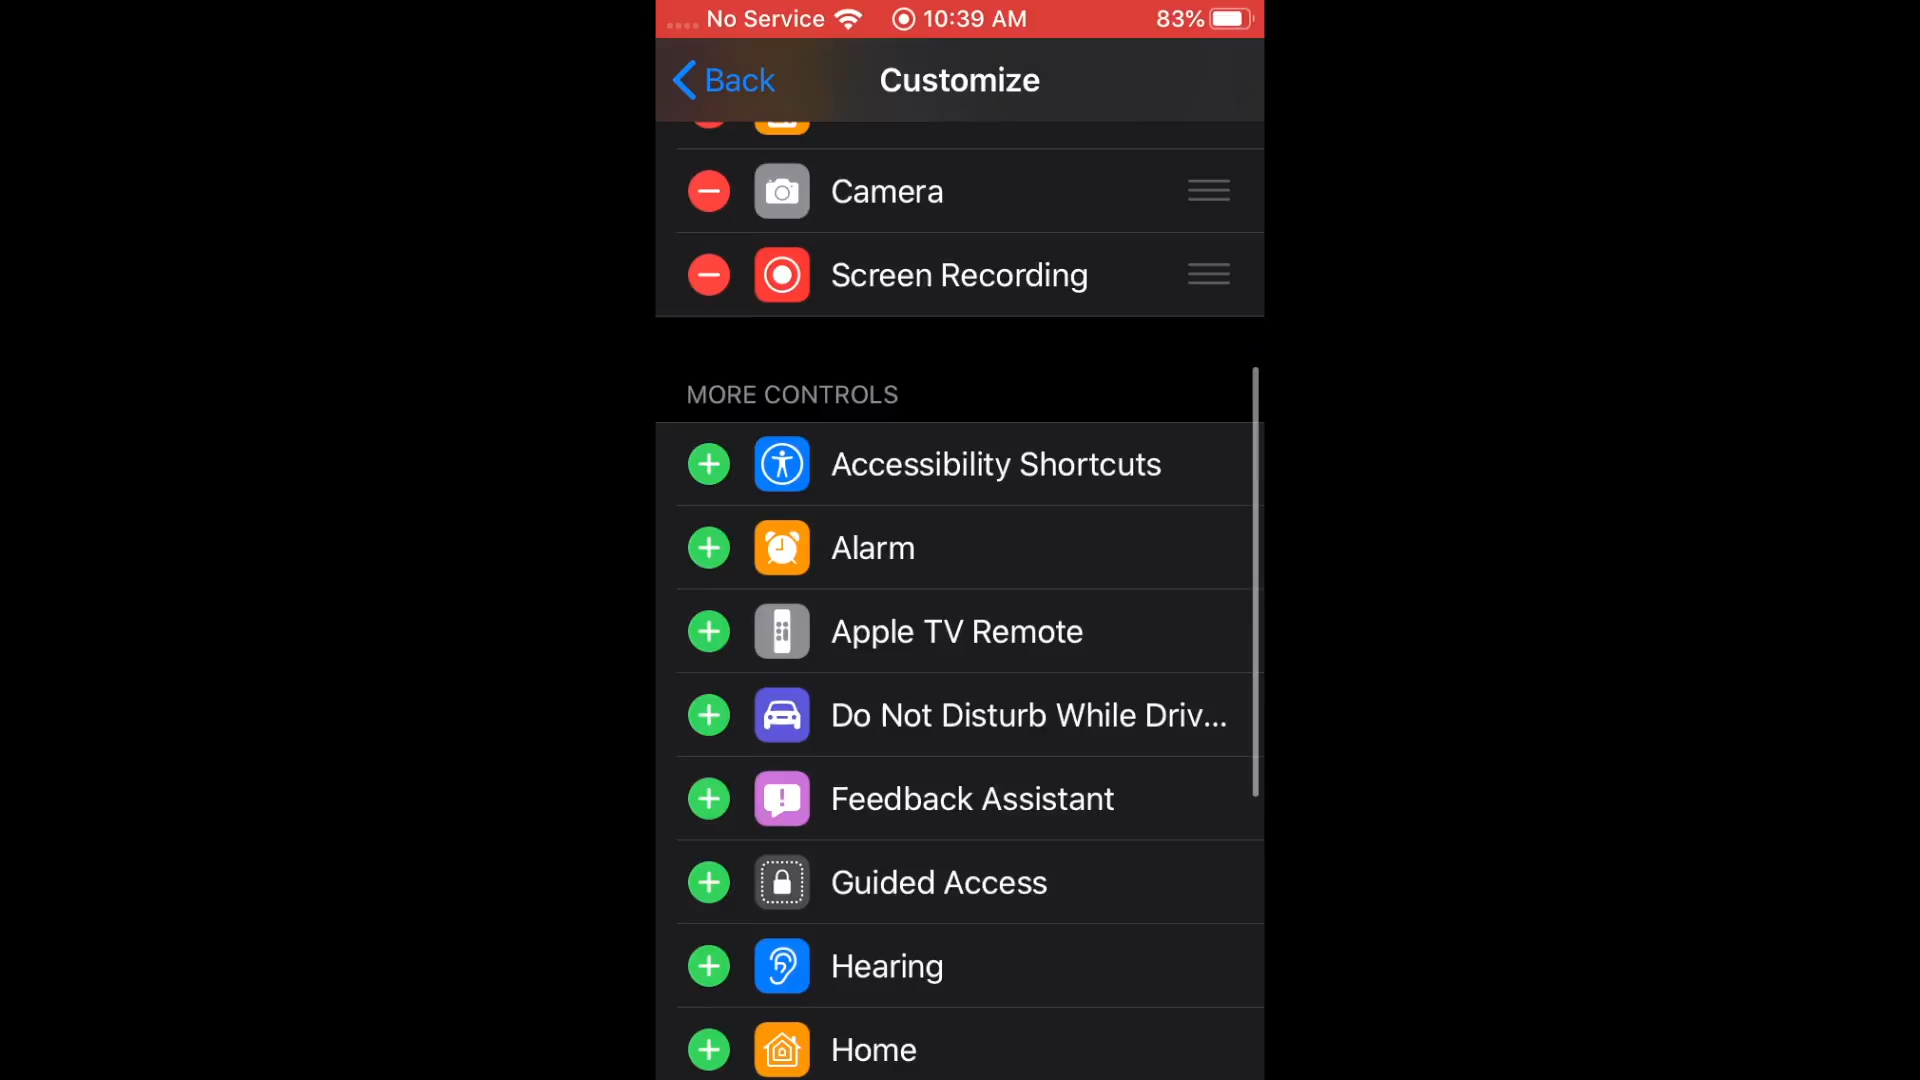 No Service 10:39 AM 83%
Back Customize
Camera
Screen Recording
MORE CONTROLS
Accessibility Shortcuts
Alarm
Apple TV Remote
Do Not Disturb While Driv...
Feedback Assistant
Guided Access
Hearing
Home